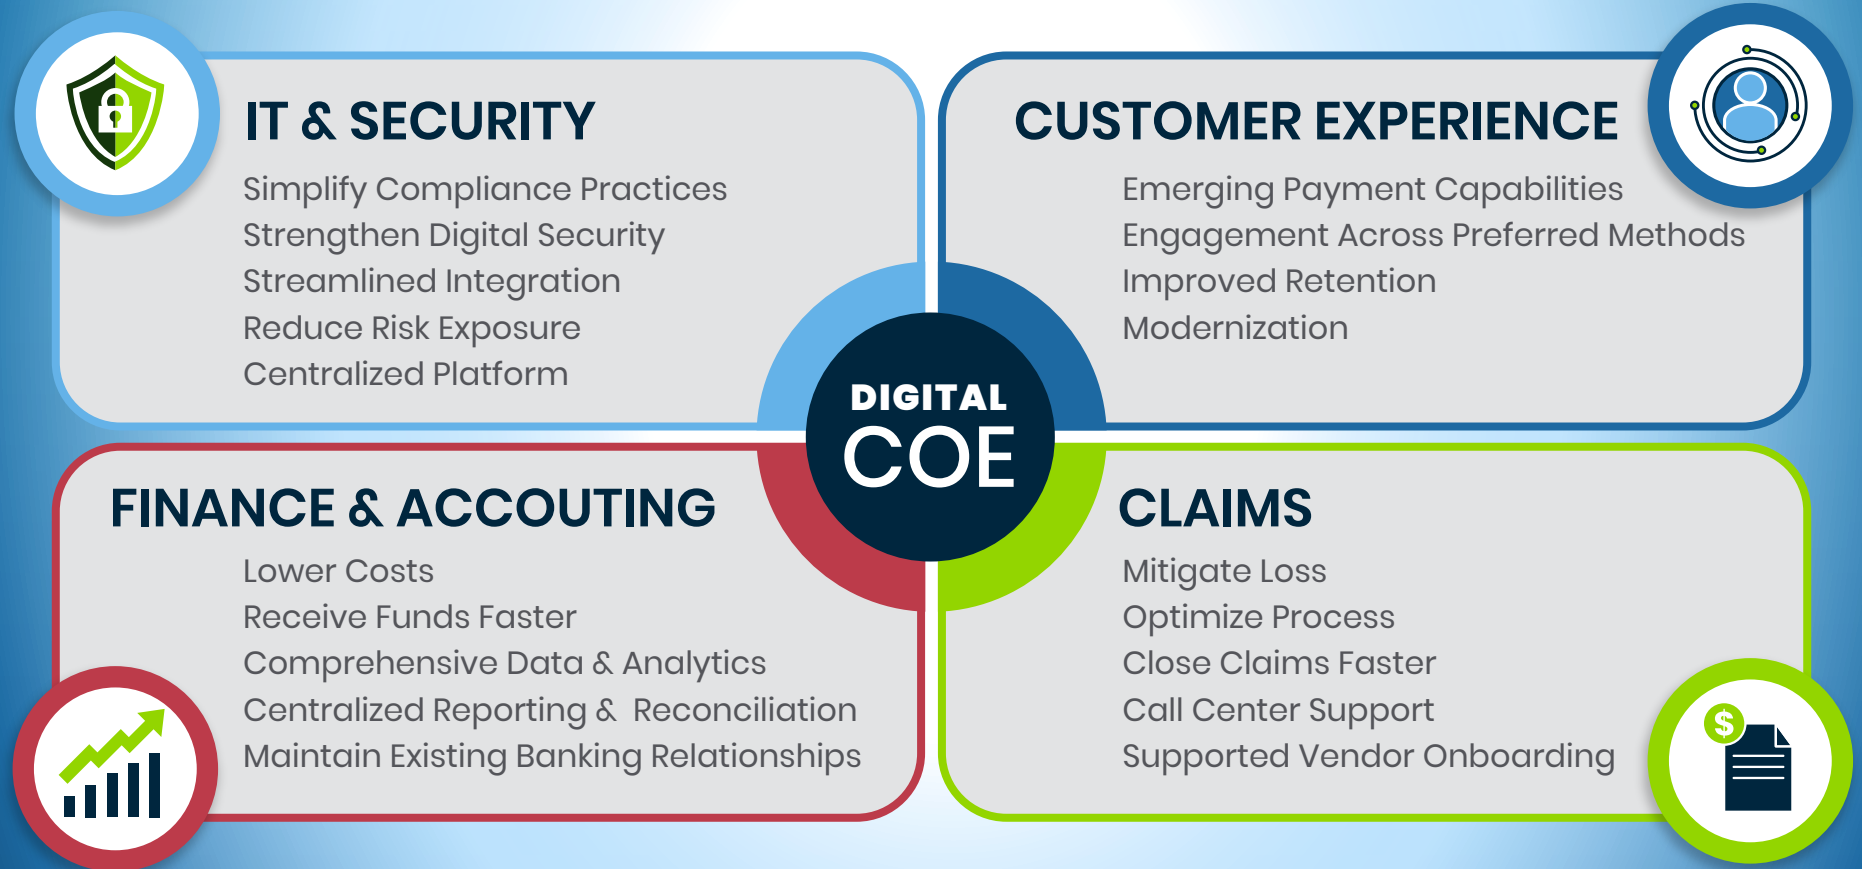 IT & SECURITY
Simplify Compliance Practices
Strengthen Digital Security
Streamlined Integration
Reduce Risk Exposure
Centralized Platform
CUSTOMER EXPERIENCE
Emerging Payment Capabilities
Engagement Across Preferred Methods
Improved Retention
Modernization
DIGITAL
COE
FINANCE & ACCOUTING
Lower Costs
Receive Funds Faster
Comprehensive Data & Analytics
Centralized Reporting & Reconciliation
Maintain Existing Banking Relationships
CLAIMS
Mitigate Loss
Optimize Process
Close Claims Faster
Call Center Support
Supported Vendor Onboarding
$